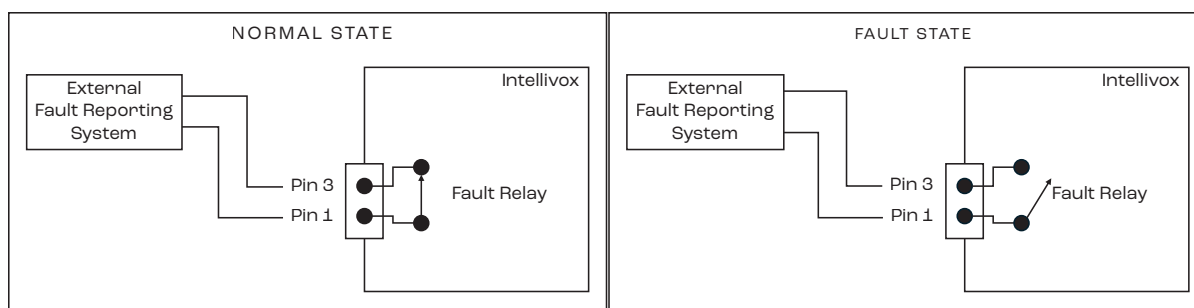 NORMAL STATE
External
Fault Reporting
System
Intellivox
Pin 3
Fault Relay
Pin 1
FAULT STATE
External
Fault Reporting
System
Intellivox
Pin 3
Fault Relay
Pin 1